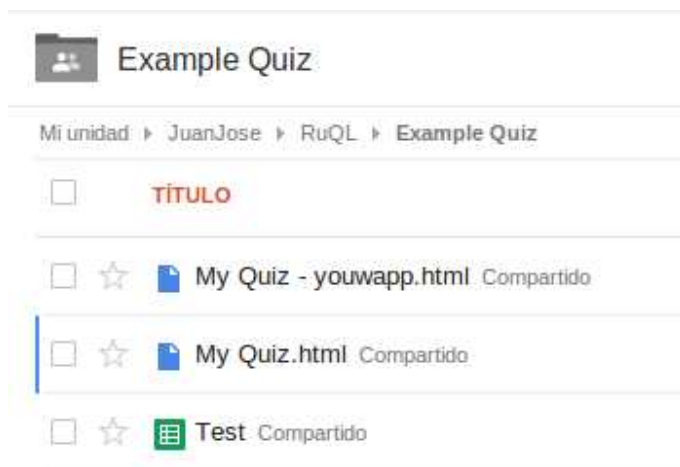 Example Quiz
Mi unidad JuanJose RuQL Example Quiz
TÍTULO
My Quiz - youwapp.html Compartido
My Quiz.html Compartido
Test Compartido